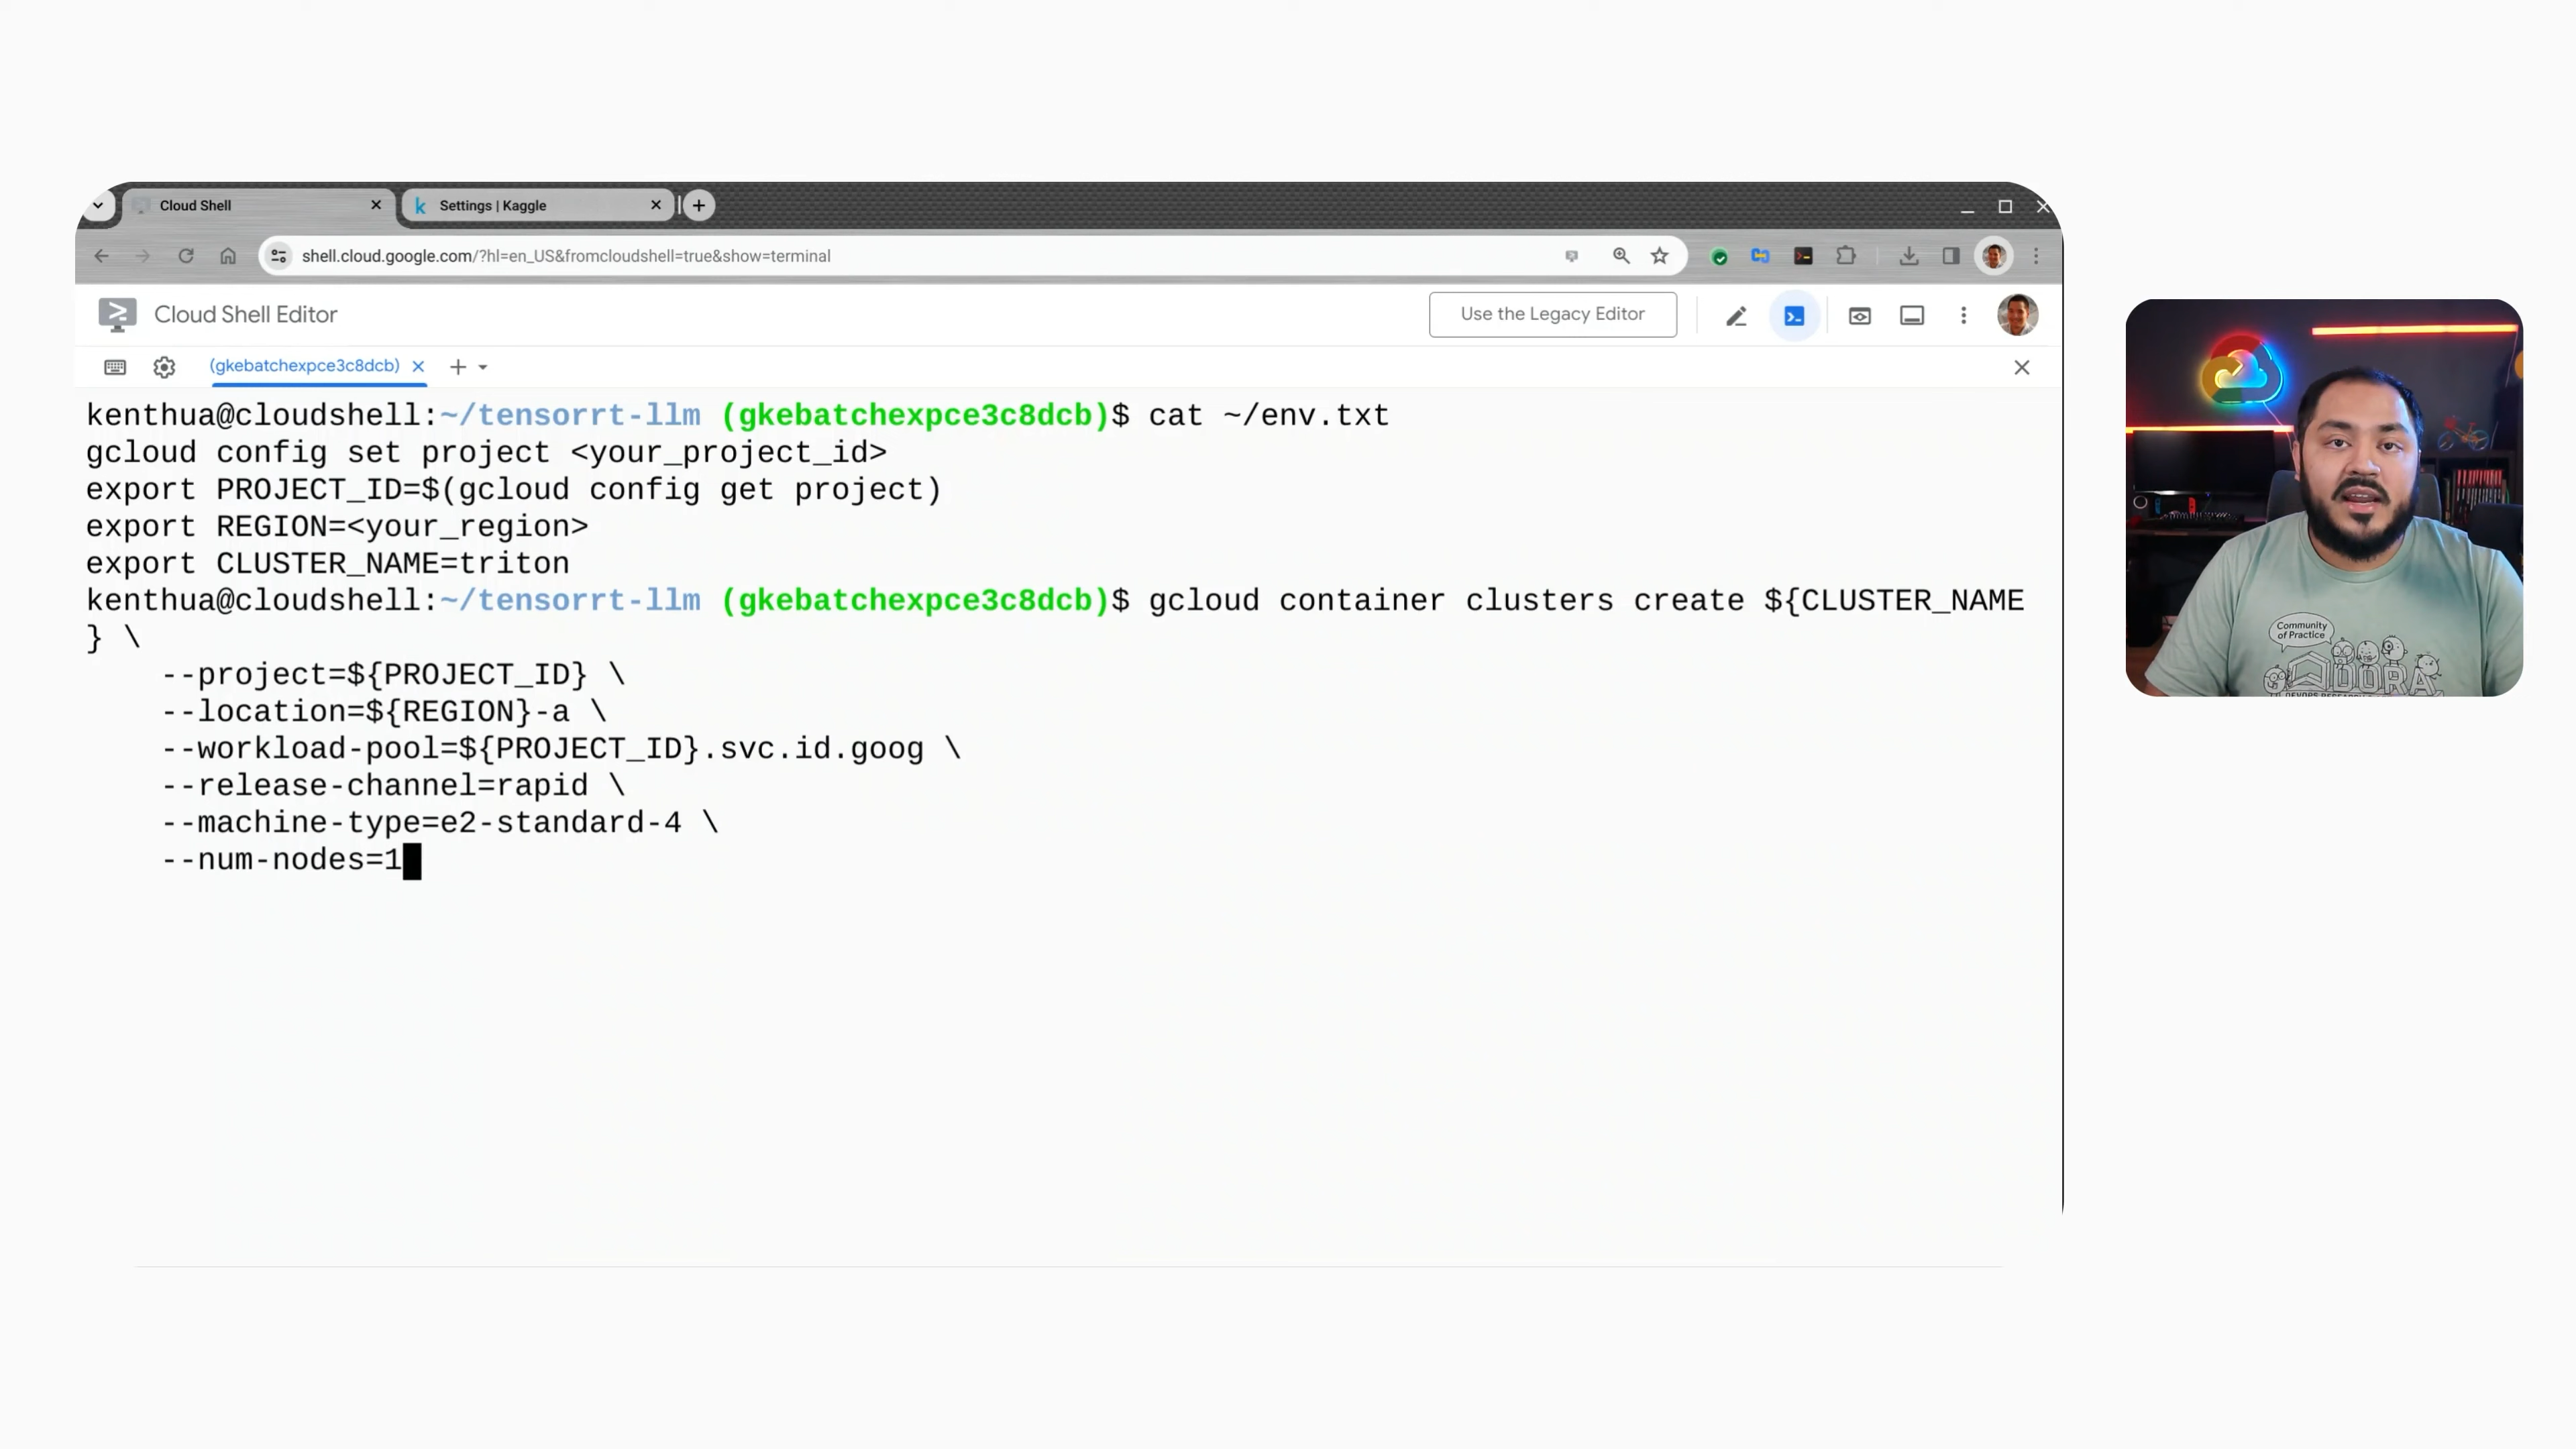 Cloud Shell
Settings | Kaggle
shell.cloud.google.com/?hl=en_US&fromcloudshell=true&show=terminal
Cloud Shell Editor
Use the Legacy Editor
(gkebatchexpce3c8dcb)
kenthua@cloudshell:~/tensorrt-llm (gkebatchexpce3c8dcb)$ cat ~/env.txt
gcloud config set project <your_project_id>
export PROJECT_ID=$(gcloud config get project)
export REGION=<your_region>
export CLUSTER_NAME=triton
kenthua@cloudshell:~/tensorrt-llm (gkebatchexpce3c8dcb)$ gcloud container clusters create ${CLUSTER_NAME
} \
--project=${PROJECT_ID} \
--location=${REGION}-a \
--workload-pool=${PROJECT_ID}.svc.id.goog \
--release-channel=rapid \
--machine-type=e2-standard-4 \
--num-nodes=1
Community
of Practice
DORA